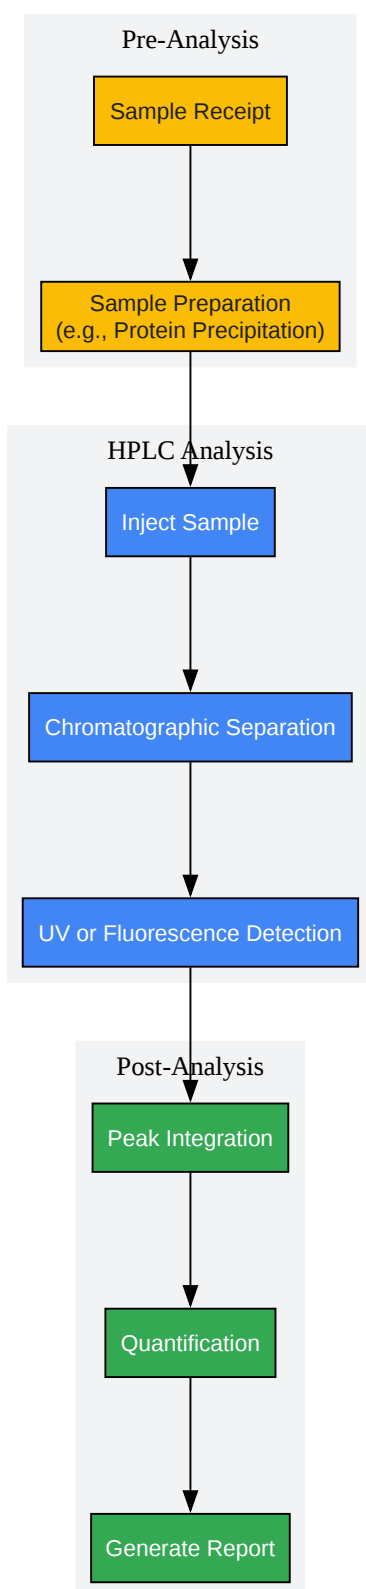 Pre-Analysis
Sample Receipt
Sample Preparation
(e.g., Protein Precipitation)
HPLC Analysis
Inject Sample
Chromatographic Separation
UV or Fluorescence Detection
Post-Analysis
Peak Integration
Quantification
Generate Report